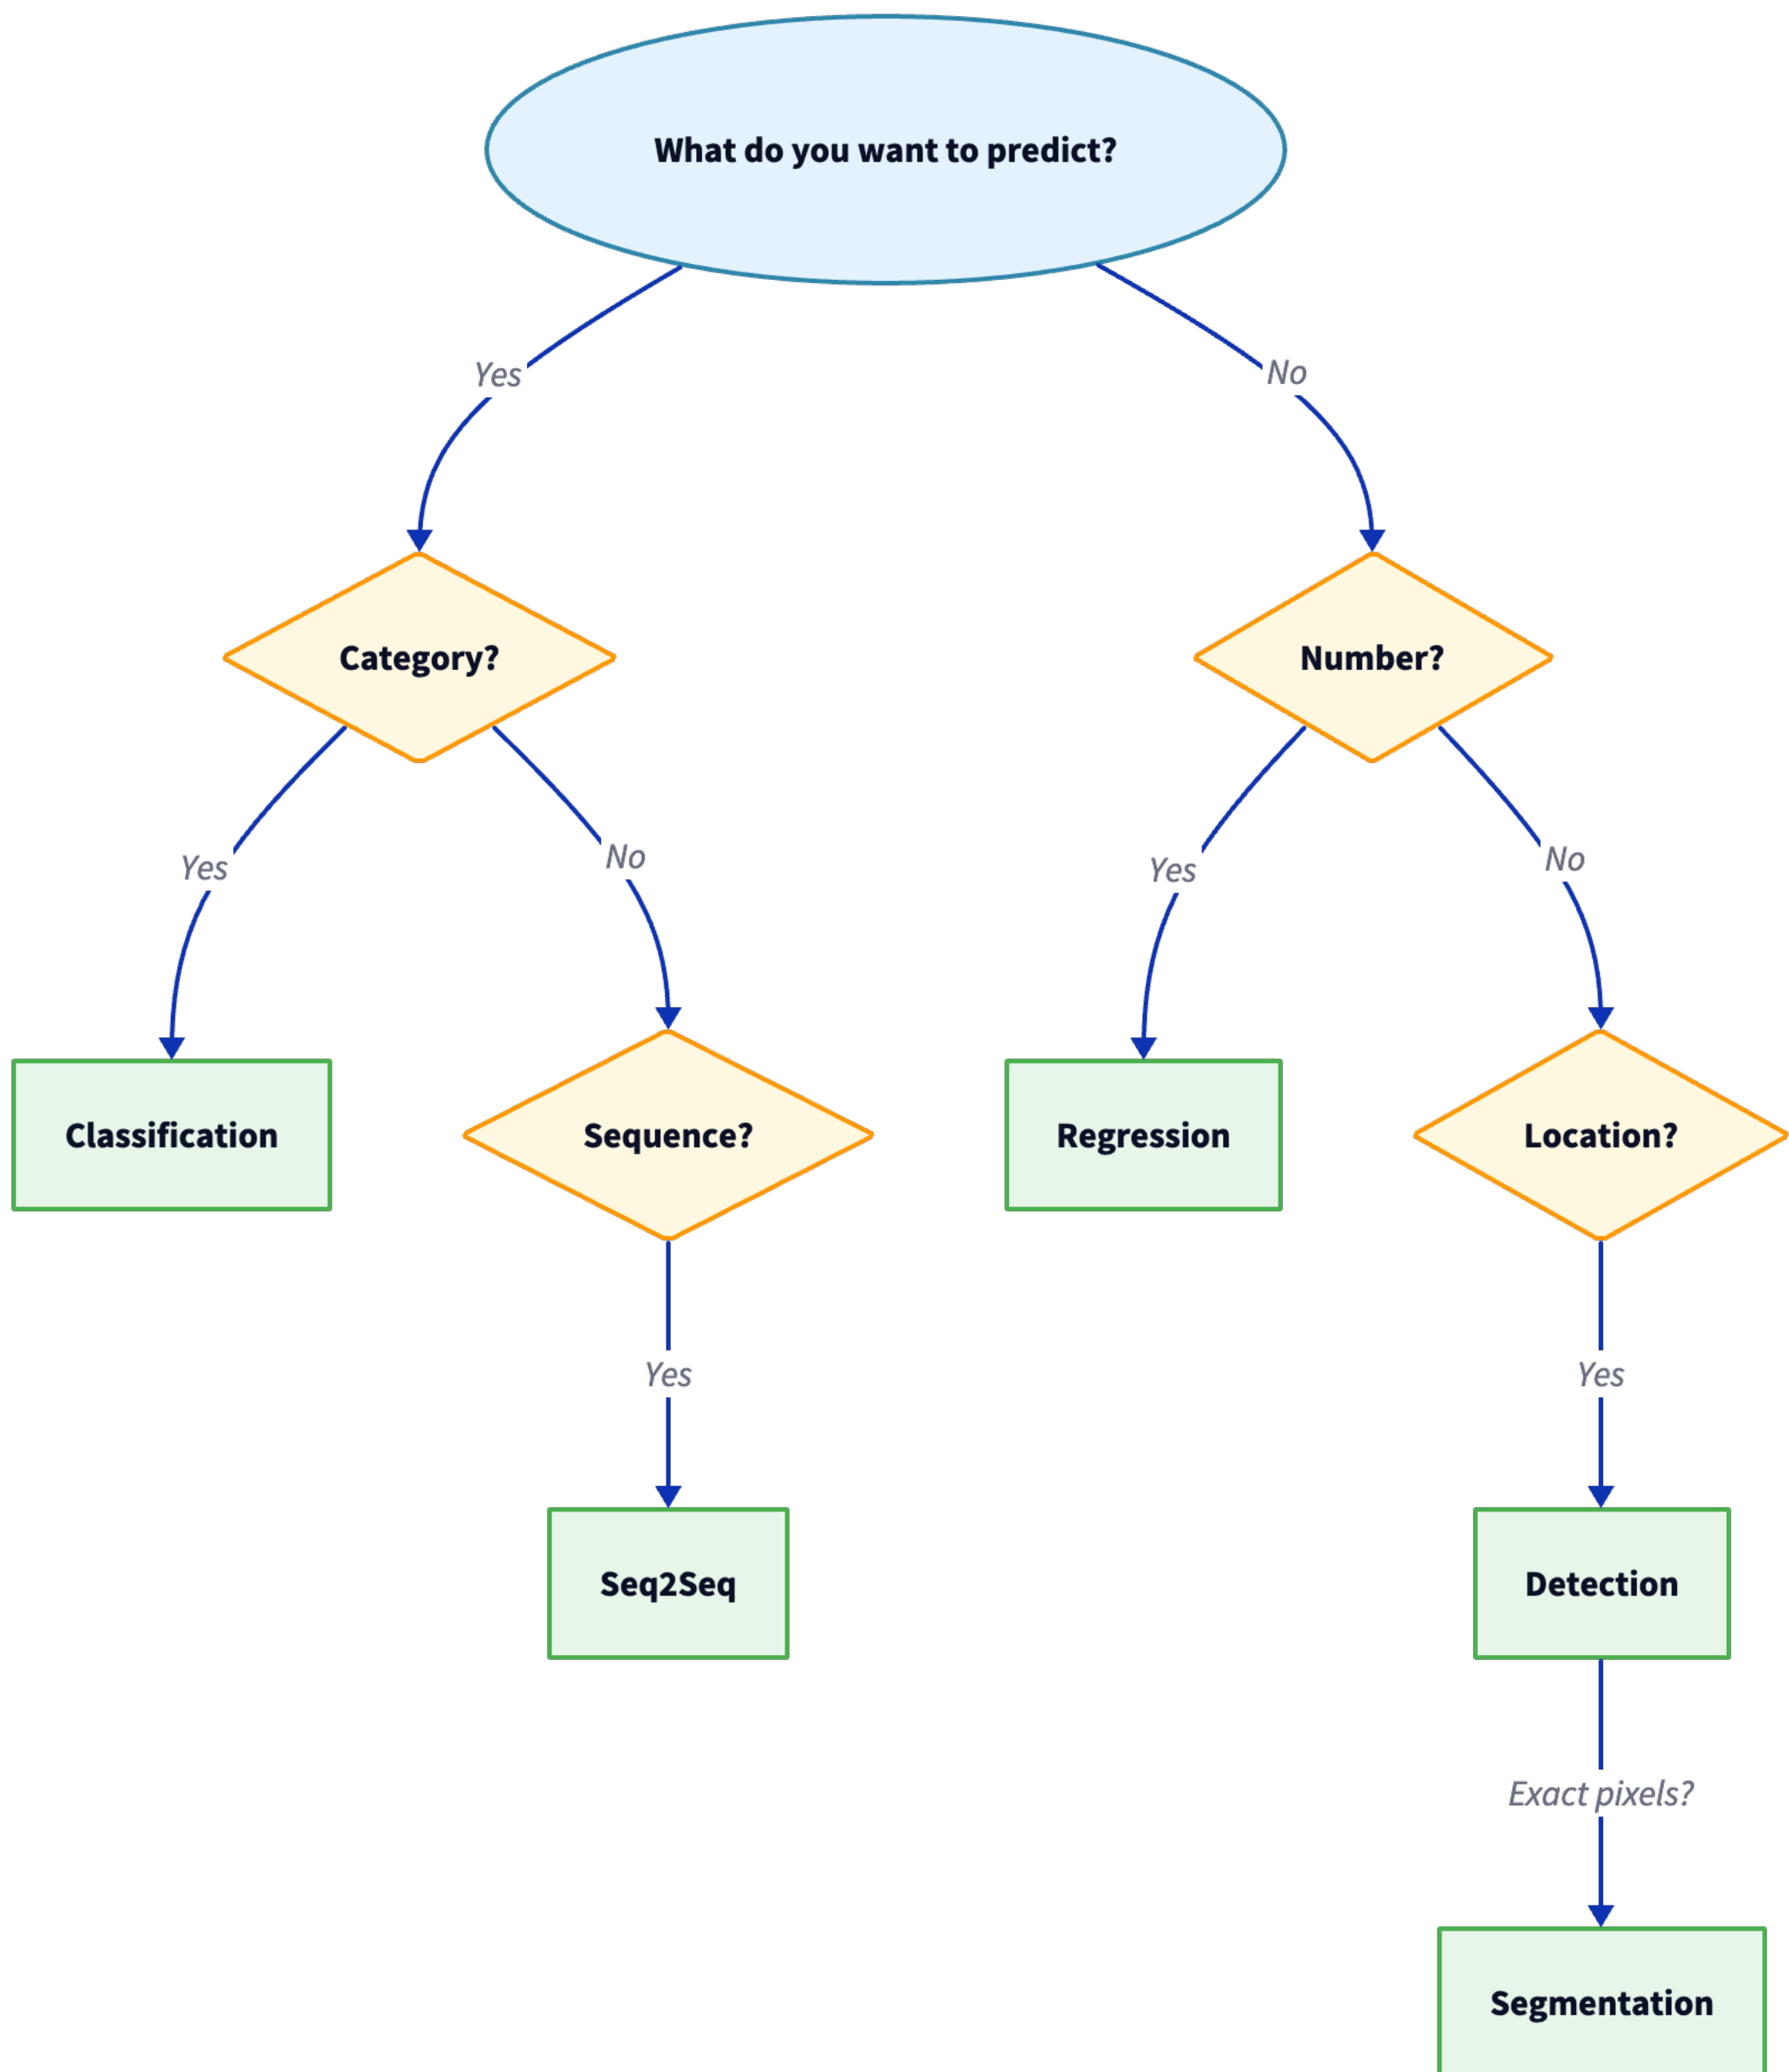 What do you want to predict?
Yes
No
Category?
Number?
Yes
No
Yes
No
Classification
Sequence?
Regression
Location?
Yes
Yes
Seq2Seq
Detection
Exact pixels?
Segmentation